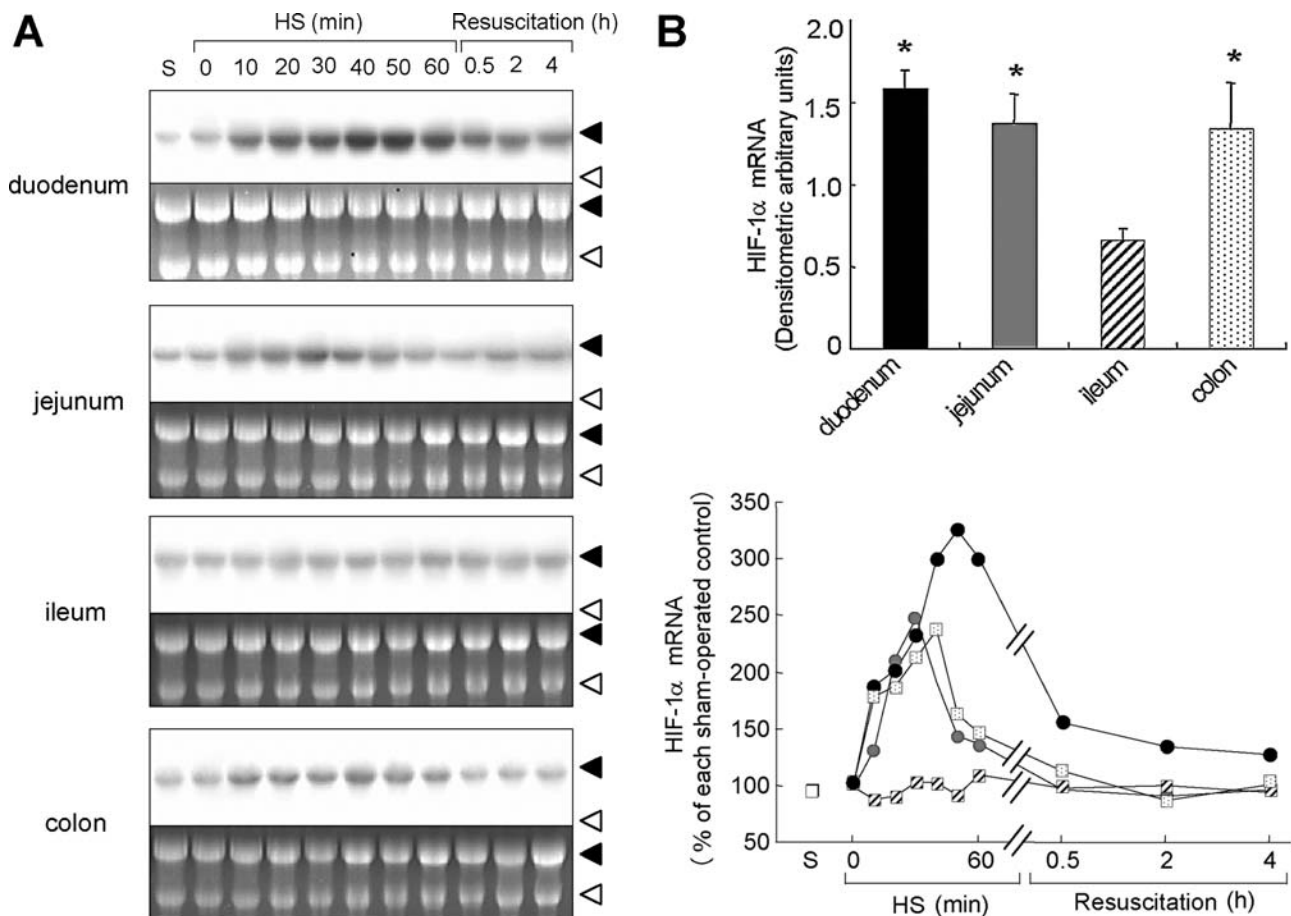 A
HS (min)
Resuscitation (h)
S 0 10 20 30 40 50 60 0.5 2 4
duodenum
jejunum
ileum
colon
B
HIF-1α mRNA
(Densitometric arbitrary units)
2.0
1.5
1.0
0.5
0
* * *
duodenum
jejunum
ileum
colon
HIF-1α mRNA
( % of each sham-operated control)
350
300
250
200
150
100
50
S 0 60 0.5 2 4
HS (min)
Resuscitation (h)